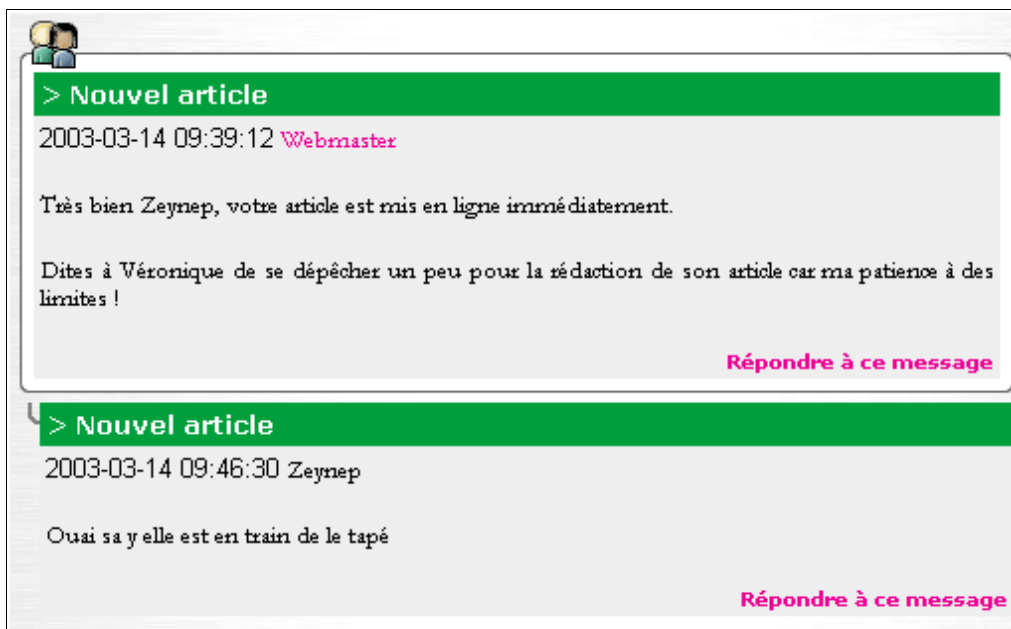 > Nouvel article
2003-03-14 09:39:12 Webmaster
Très bien Zeynep, votre article est mis en ligne immédiatement.
Dites à Véronique de se dépêcher un peu pour la rédaction de son article car ma patience à des
limites !
Répondre à ce message
> Nouvel article
2003-03-14 09:46:30 Zeynep
Ouai sa y elle est en train de le tapé
Répondre à ce message